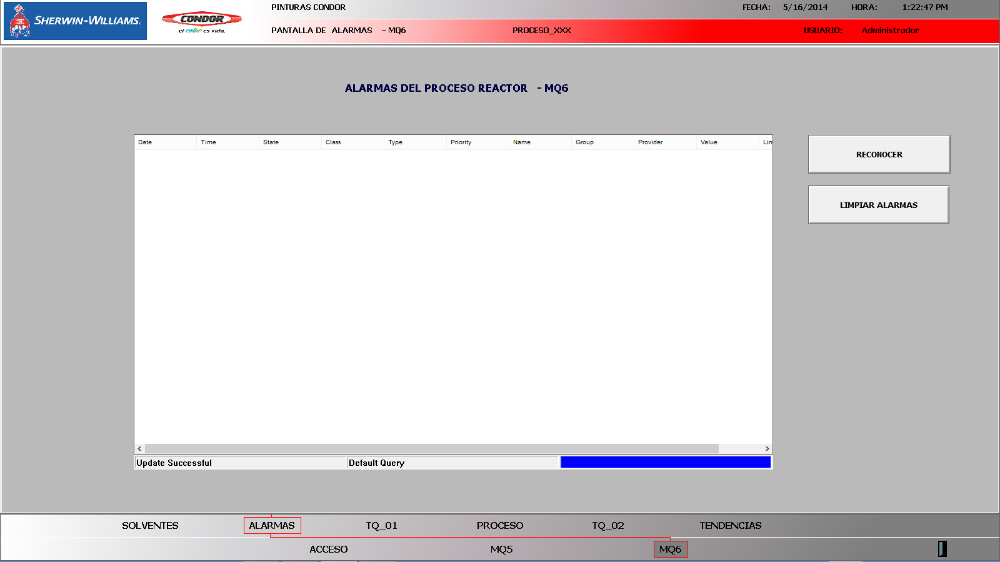 SHERWIN-WILLIAMS.
CONDOR
el color es vida.
PINTURAS CONDOR
FECHA: 5/16/2014 HORA: 1:22:47 PM
PANTALLA DE ALARMAS - MQ6 PROCESO_XXX
USUARIO: Administrador
ALARMAS DEL PROCESO REACTOR - MQ6
Date Time State Class Type Priority Name Group Provider Value Lim
RECONOCER
LIMPIAR ALARMAS
Update Successful Default Query
SOLVENTES ALARMAS TQ_01 PROCESO TQ_02 TENDENCIAS
ACCESO MQ5 MQ6